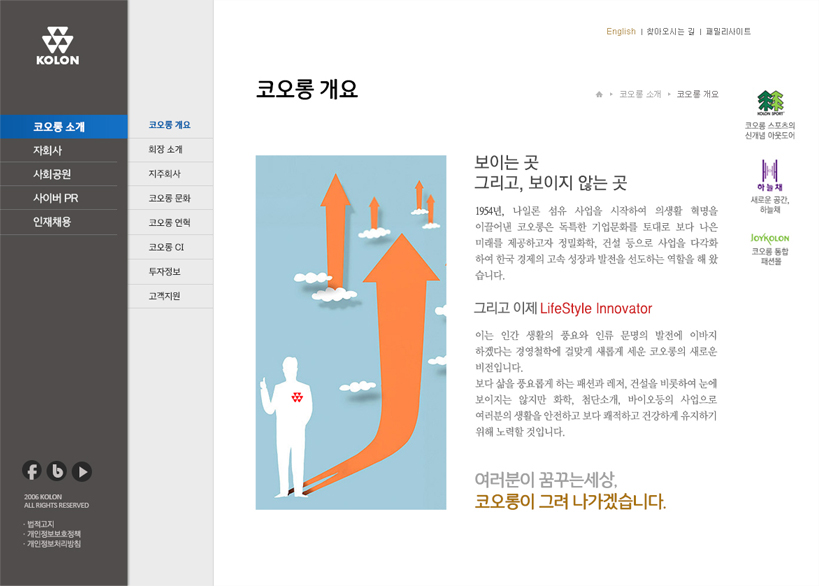 KOLON
코오롱 소개
자회사
사회공원
사이버 PR
인재채용
2006 KOLON
ALL RIGHTS RESERVED
· 법적고지
· 개인정보보호정책
· 개인정보처리방침
코오롱 개요
회장 소개
지주회사
코오롱 문화
코오롱 연혁
코오롱 CI
투자정보
고객지원
English | 찾아오시는 길 | 패밀리사이트
코오롱 개요
코오롱 소개 코오롱 개요
보이는 곳
그리고, 보이지 않는 곳
1954년, 나일론 섬유 사업을 시작하여 의생활 혁명을
이끌어낸 코오롱은 독특한 기업문화를 토대로 보다 나은
미래를 제공하고자 정밀화학, 건설 등으로 사업을 다각화
하여 한국 경제의 고속 성장과 발전을 선도하는 역할을 해 왔
습니다.
그리고 이제 LifeStyle Innovator
이는 인간 생활의 풍요와 인류 문명의 발전에 이바지
하겠다는 경영철학에 걸맞게 새롭게 세운 코오롱의 새로운
비전입니다.
보다 삶을 풍요롭게 하는 패션과 레저, 건설을 비롯하여 눈에
보이지는 않지만 화학, 첨단소개, 바이오등의 사업으로
여러분의 생활을 안전하고 보다 쾌적하고 건강하게 유지하기
위해 노력할 것입니다.
여러분이 꿈꾸는세상,
코오롱이 그려 나가겠습니다.
KOLON SPORT
코오롱 스포츠의
신개념 아웃도어
하늘채
새로운 공간,
하늘채
JOYKOLON
코오롱 통합
패션몰